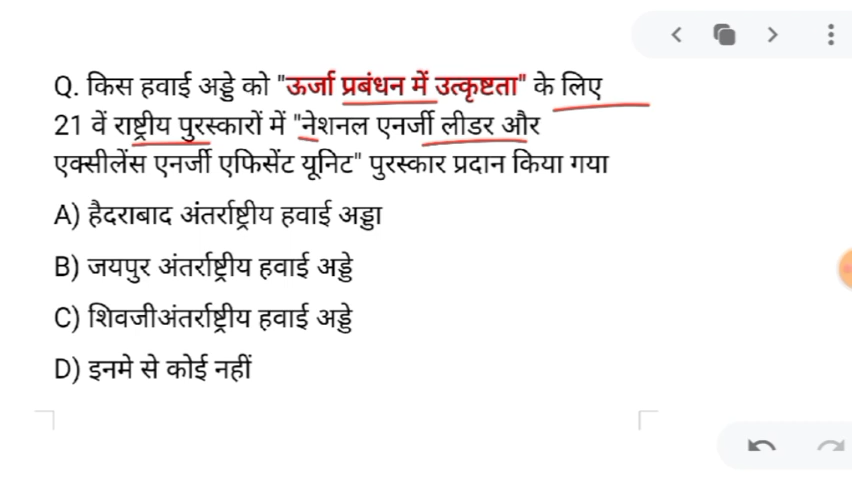 Q. किस हवाई अड्डे को "ऊर्जा प्रबंधन में उत्कृष्टता" के लिए
21 वें राष्ट्रीय पुरस्कारों में "नेशनल एनर्जी लीडर और
एक्सीलेंस एनर्जी एफिसेंट यूनिट" पुरस्कार प्रदान किया गया
A) हैदराबाद अंतर्राष्ट्रीय हवाई अड्डा
B) जयपुर अंतर्राष्ट्रीय हवाई अड्डे
C) शिवजीअंतर्राष्ट्रीय हवाई अड्डे
D) इनमे से कोई नहीं